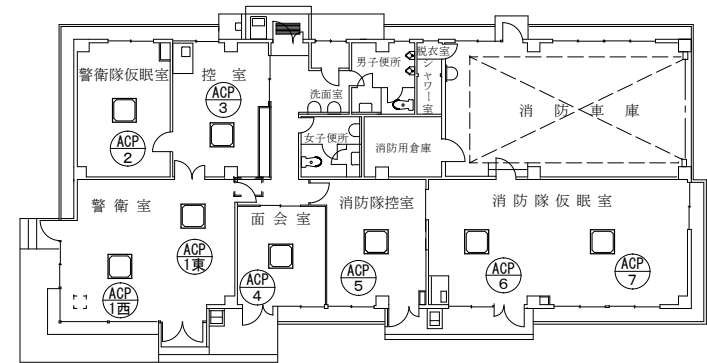 警衛隊仮眠室
ACP
2
控室
ACP
3
洗面室
男子便所
脱衣室
シャワー室
消防車庫
女子便所
消防用倉庫
警衛室
ACP
1東
ACP
1西
面会室
ACP
4
消防隊控室
ACP
5
消防隊仮眠室
ACP
6
ACP
7